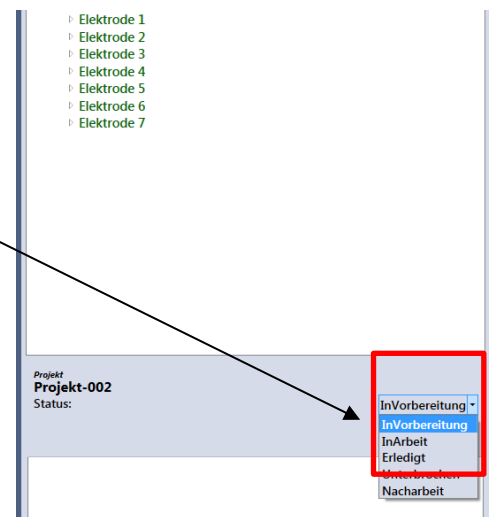 Elektrode 1
Elektrode 2
Elektrode 3
Elektrode 4
Elektrode 5
Elektrode 6
Elektrode 7
Projekt
Projekt-002
Status:
InVorbereitung
InVorbereitung
InArbeit
Erledigt
Unterbrochen
Nacharbeit